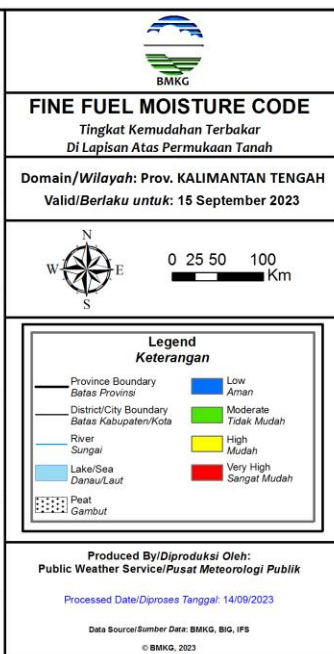 BMKG
FINE FUEL MOISTURE CODE
Tingkat Kemudahan Terbakar
Di Lapisan Atas Permukaan Tanah
Domain/Wilayah: Prov. KALIMANTAN TENGAH
Valid/Berlaku untuk: 15 September 2023
N
W E
S
0 25 50 100
Km
Legend
Keterangan
Province Boundary
Batas Provinsi
District/City Boundary
Batas Kabupaten/Kota
River
Sungai
Lake/Sea
Danau/Laut
Peat
Gambut
Low
Aman
Moderate
Tidak Mudah
High
Mudah
Very High
Sangat Mudah
Produced By/Diproduksi Oleh:
Public Weather Service/Pusat Meteorologi Publik
Processed Date/Diproses Tanggal: 14/09/2023
Data Source/Sumber Data: BMKG, BIG, IFS
© BMKG, 2023